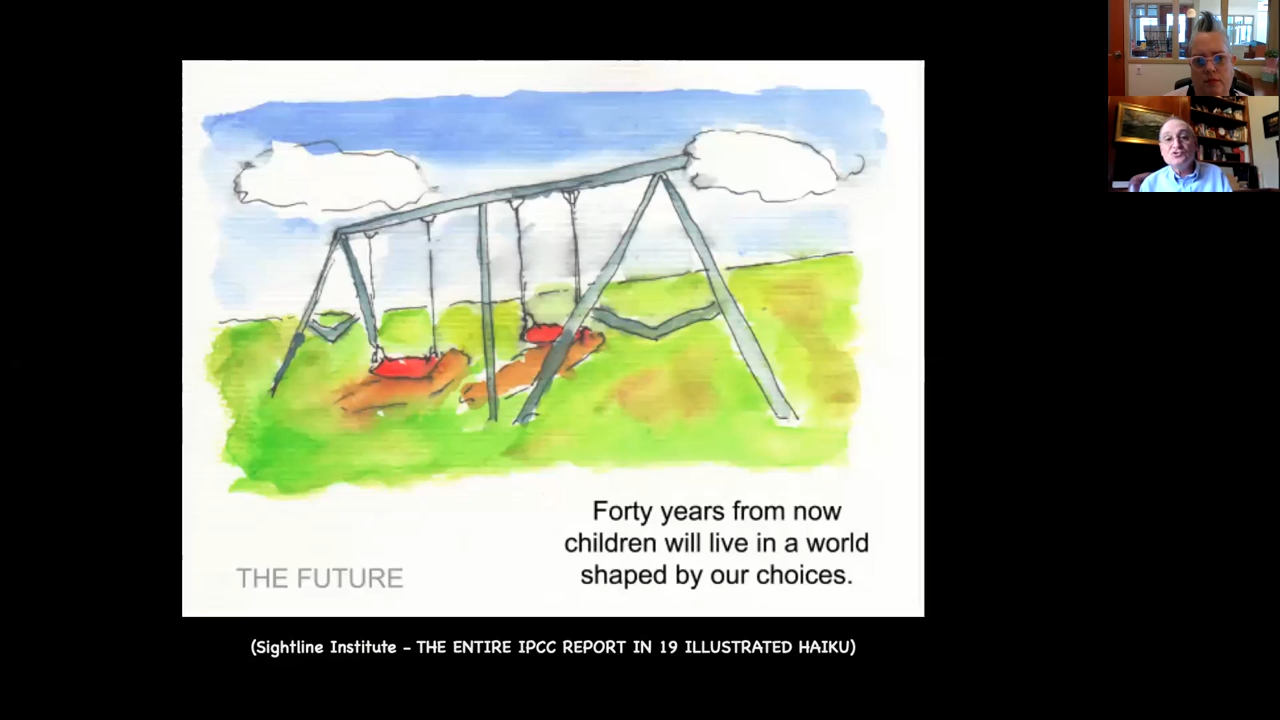 Forty years from now
children will live in a world
shaped by our choices.
THE FUTURE
(Sightline Institute – THE ENTIRE IPCC REPORT IN 19 ILLUSTRATED HAIKU)